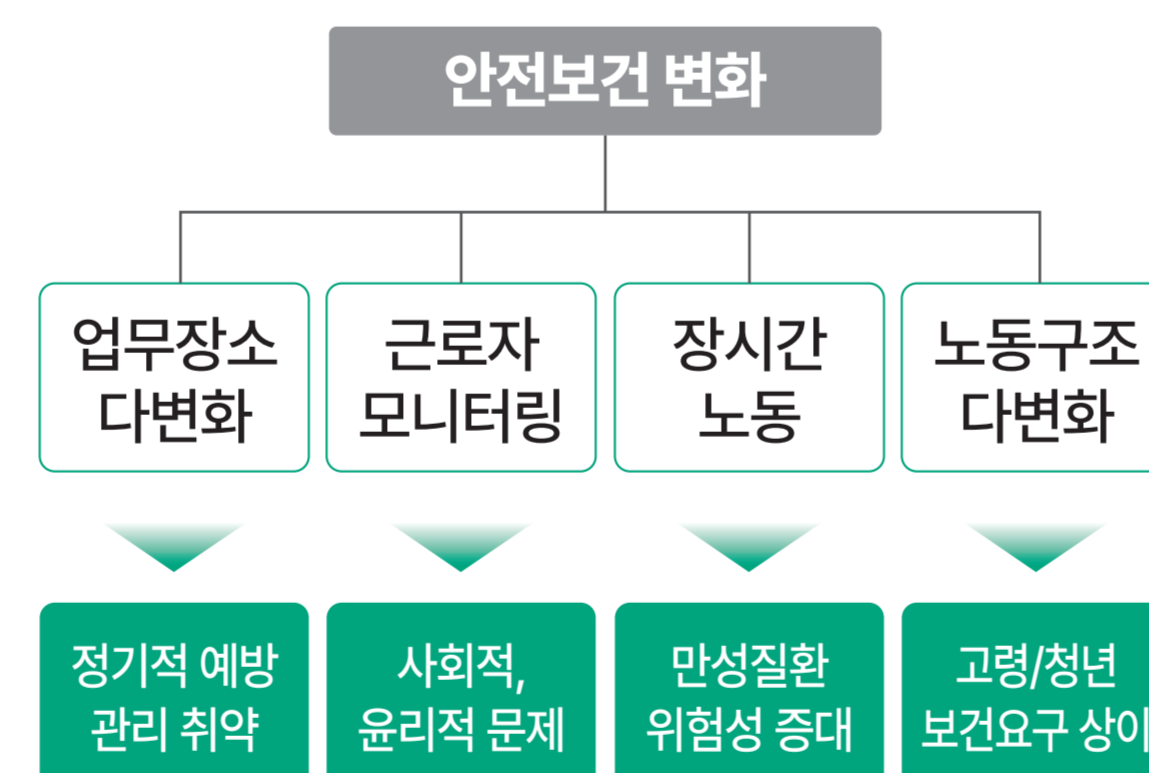 안전보건 변화
업무장소
다변화
근로자
모니터링
장시간
노동
노동구조
다변화
정기적 예방
관리 취약
사회적,
윤리적 문제
만성질환
위험성 증대
고령/청년
보건요구 상이